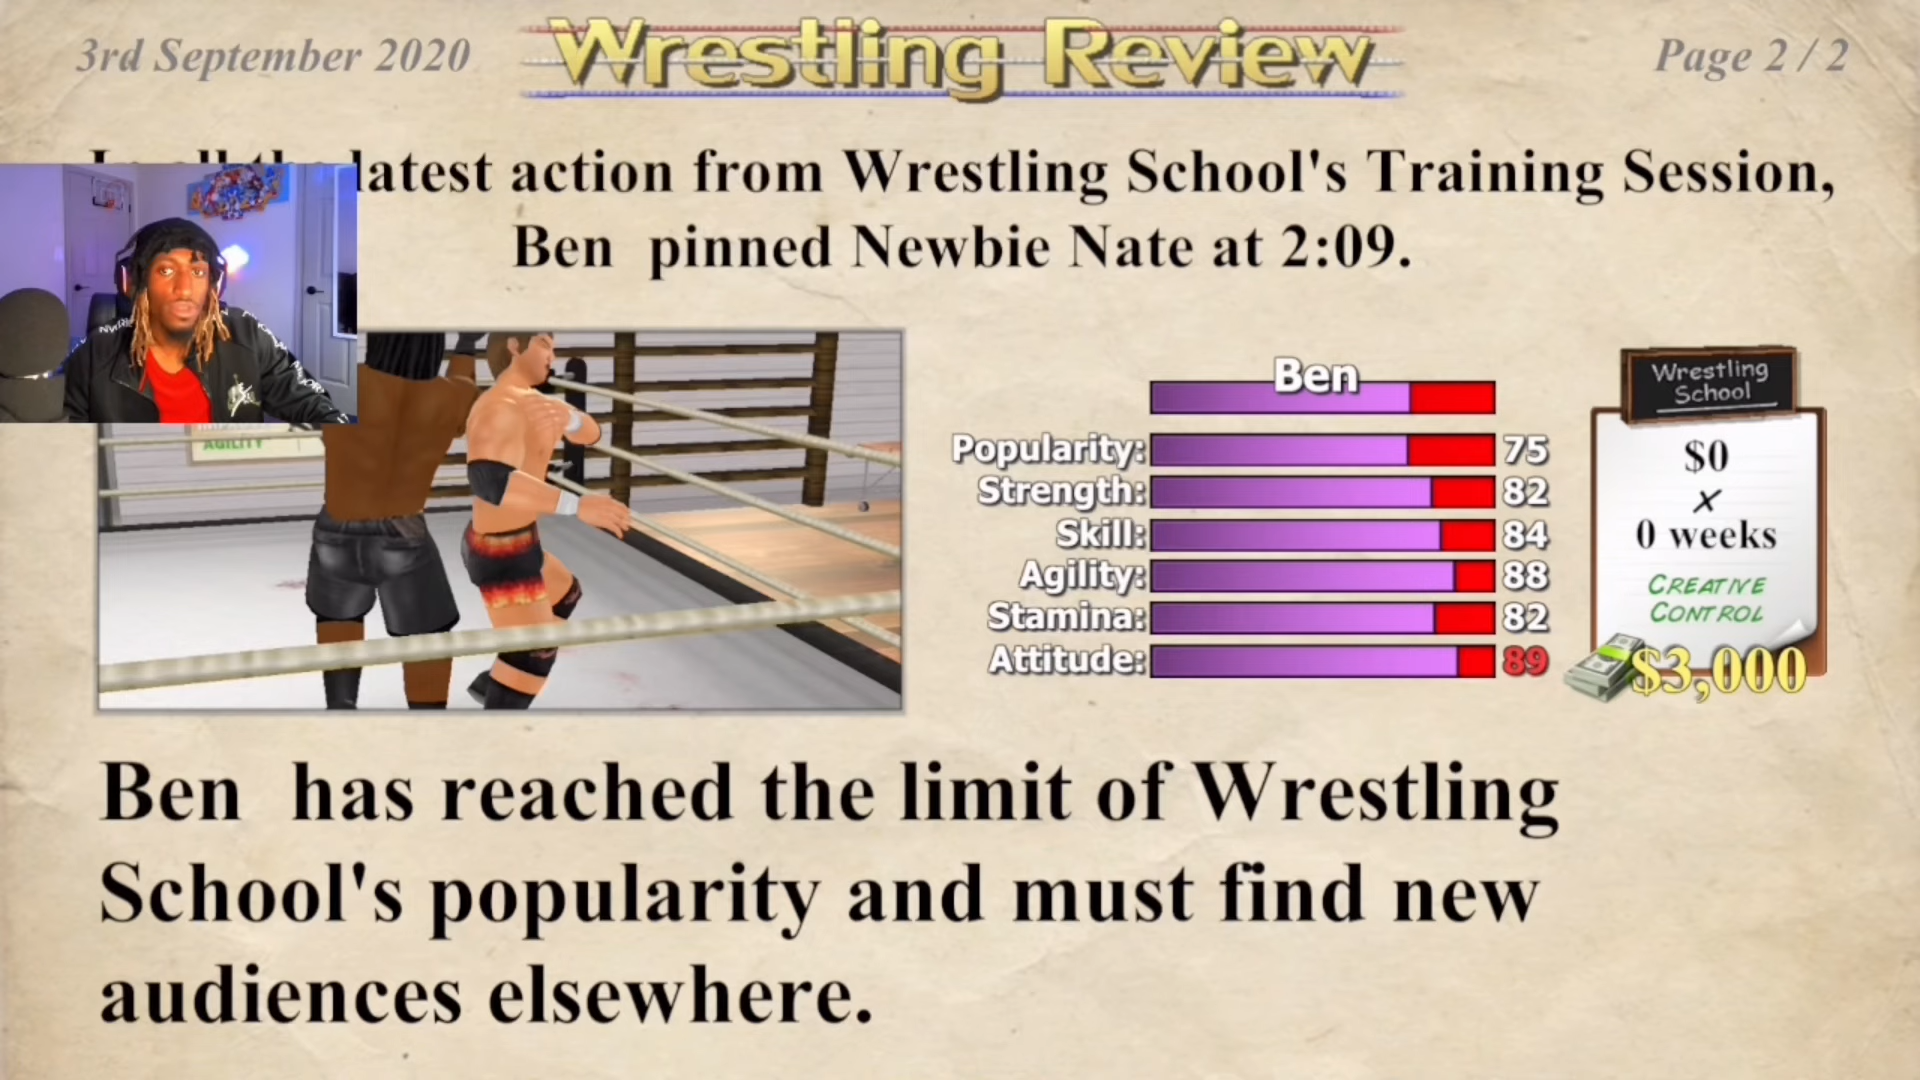 3rd September 2020
Wrestling Review
Page 2 / 2
latest action from Wrestling School's Training Session,
Ben pinned Newbie Nate at 2:09.
AGILITY
Ben
Popularity: 75
Strength: 82
Skill: 84
Agility: 88
Stamina: 82
Attitude: 89
Wrestling
School
$0
x
0 weeks
CREATIVE
CONTROL
$3,000
Ben has reached the limit of Wrestling
School's popularity and must find new
audiences elsewhere.